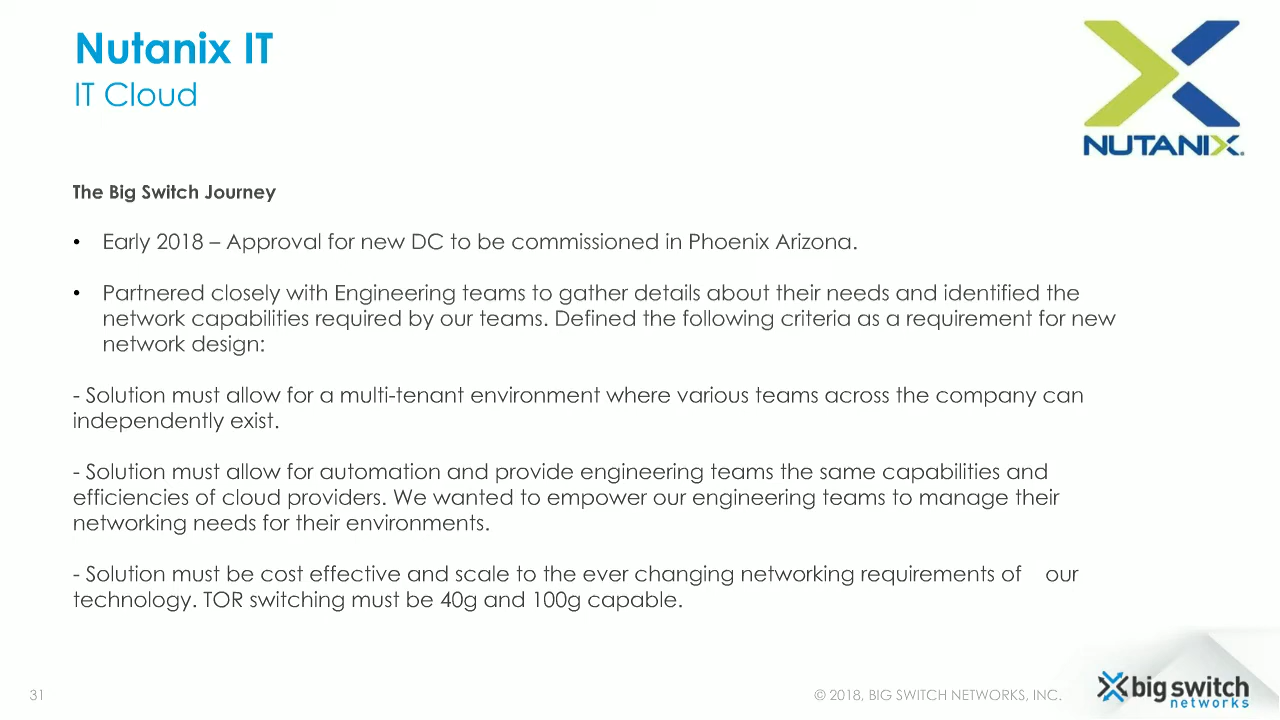 Nutanix IT
IT Cloud
NUTANIX.
The Big Switch Journey
• Early 2018 – Approval for new DC to be commissioned in Phoenix Arizona.
• Partnered closely with Engineering teams to gather details about their needs and identified the
network capabilities required by our teams. Defined the following criteria as a requirement for new
network design:
- Solution must allow for a multi-tenant environment where various teams across the company can
independently exist.
- Solution must allow for automation and provide engineering teams the same capabilities and
efficiencies of cloud providers. We wanted to empower our engineering teams to manage their
networking needs for their environments.
- Solution must be cost effective and scale to the ever changing networking requirements of our
technology. TOR switching must be 40g and 100g capable.
31
© 2018, BIG SWITCH NETWORKS, INC.
big switch
networks